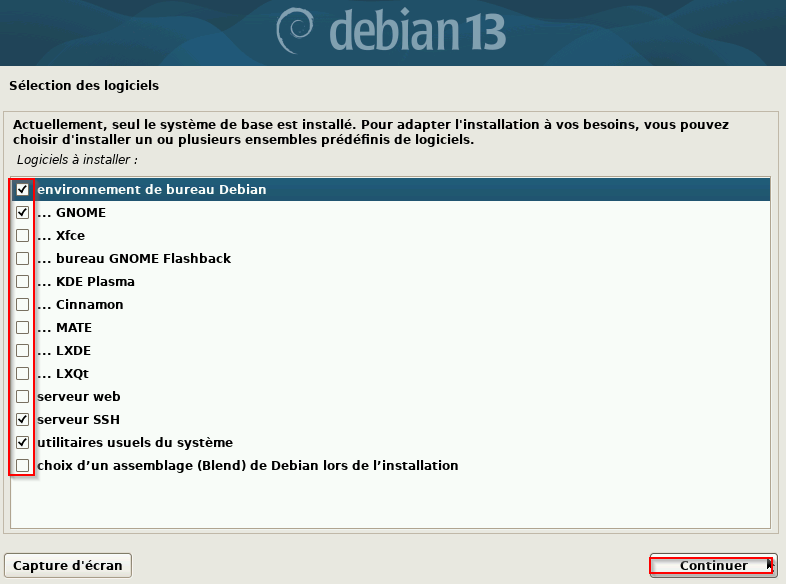 debian 13
Sélection des logiciels
Actuellement, seul le système de base est installé. Pour adapter l'installation à vos besoins, vous pouvez
choisir d'installer un ou plusieurs ensembles prédéfinis de logiciels.
Logiciels à installer :
environnement de bureau Debian
... GNOME
... Xfce
... bureau GNOME Flashback
... KDE Plasma
... Cinnamon
... MATE
... LXDE
... LXQt
serveur web
serveur SSH
utilitaires usuels du système
choix d’un assemblage (Blend) de Debian lors de l’installation
Capture d'écran
Continuer